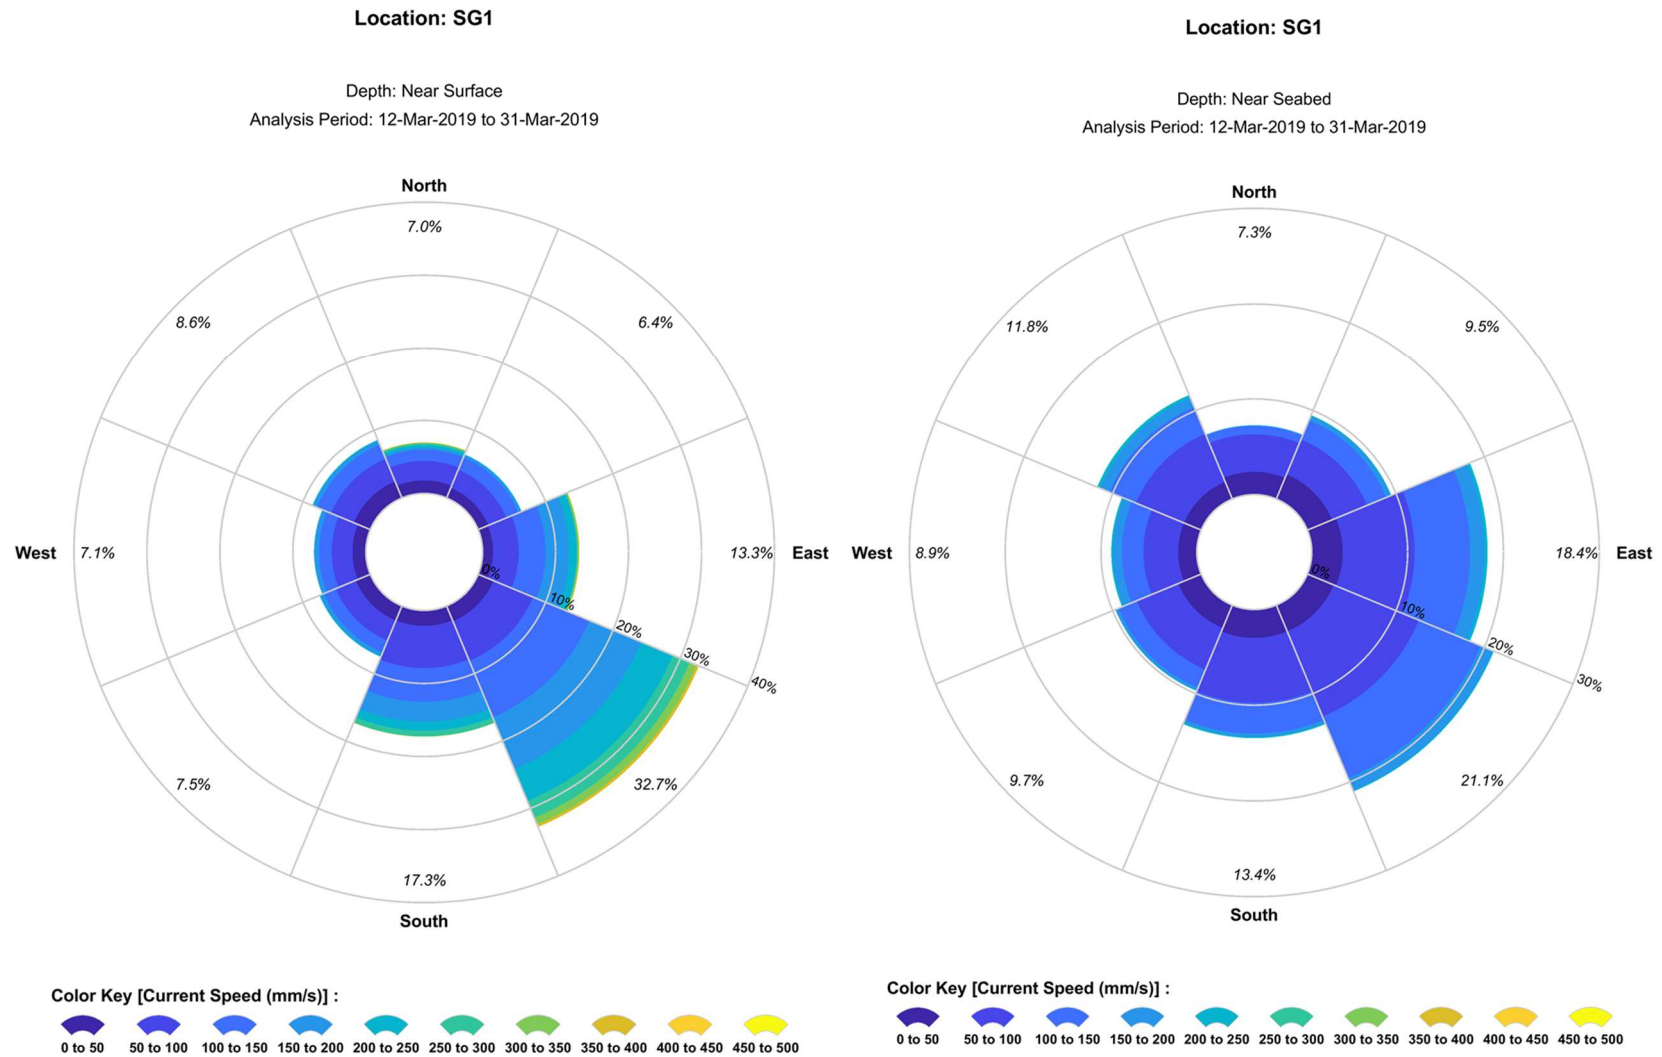 Location: SG1
Depth: Near Surface
Analysis Period: 12-Mar-2019 to 31-Mar-2019
North
7.0%
8.6%
6.4%
West
7.1%
13.3%
East
0%
10%
20%
30%
40%
7.5%
32.7%
17.3%
South
Color Key [Current Speed (mm/s)] :
0 to 50 50 to 100 100 to 150 150 to 200 200 to 250 250 to 300 300 to 350 350 to 400 400 to 450 450 to 500
Location: SG1
Depth: Near Seabed
Analysis Period: 12-Mar-2019 to 31-Mar-2019
North
7.3%
11.8%
9.5%
West
8.9%
18.4%
East
0%
10%
20%
30%
9.7%
21.1%
13.4%
South
Color Key [Current Speed (mm/s)] :
0 to 50 50 to 100 100 to 150 150 to 200 200 to 250 250 to 300 300 to 350 350 to 400 400 to 450 450 to 500